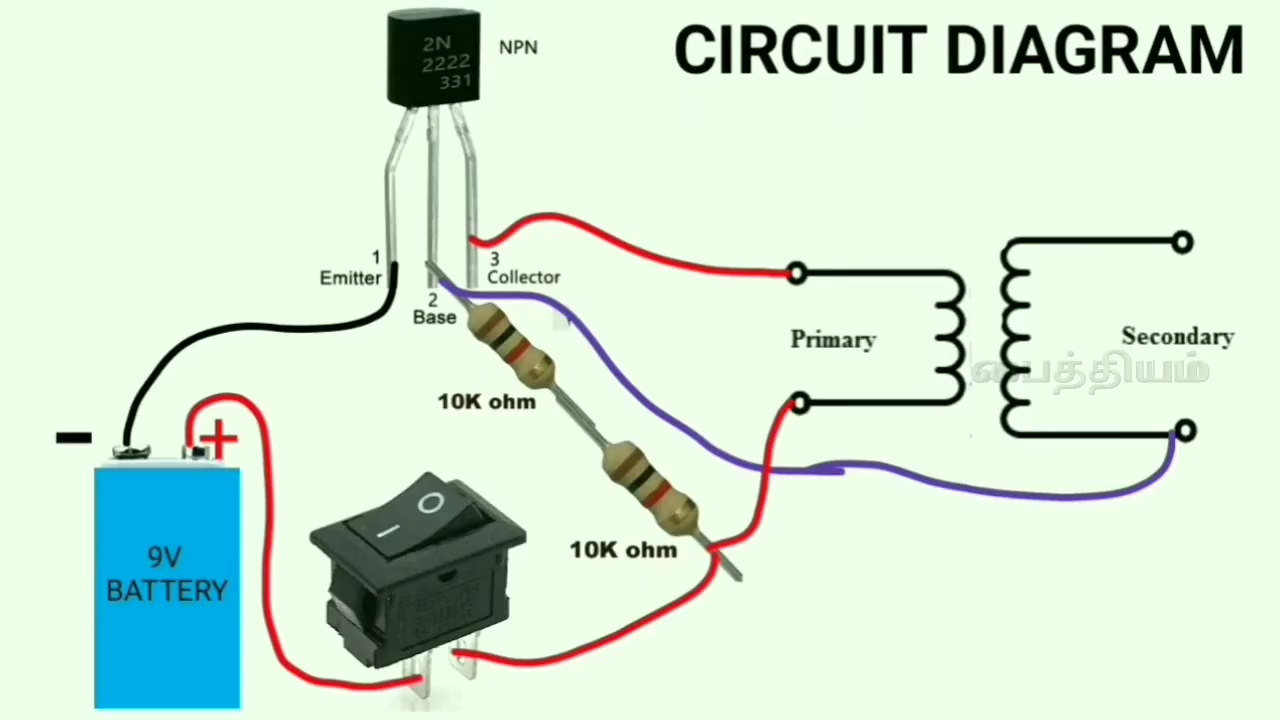 CIRCUIT DIAGRAM
2N
2222
331
NPN
1
Emitter
3
Collector
2
Base
Primary
Secondary
பைத்தியம்
10K ohm
10K ohm
-
+
9V
BATTERY